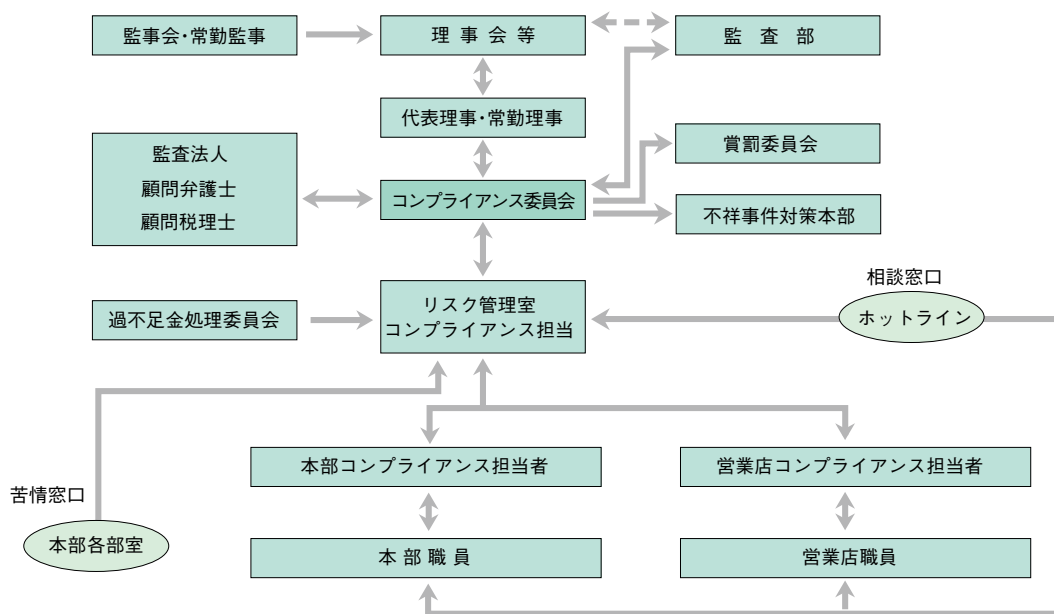 監事会・常勤監事
理事会等
監査部
代表理事・常勤理事
監査法人
顧問弁護士
顧問税理士
賞罰委員会
コンプライアンス委員会
不祥事件対策本部
相談窓口
過不足金処理委員会
リスク管理室
コンプライアンス担当
ホットライン
本部コンプライアンス担当者
営業店コンプライアンス担当者
苦情窓口
本部各部室
本部職員
営業店職員